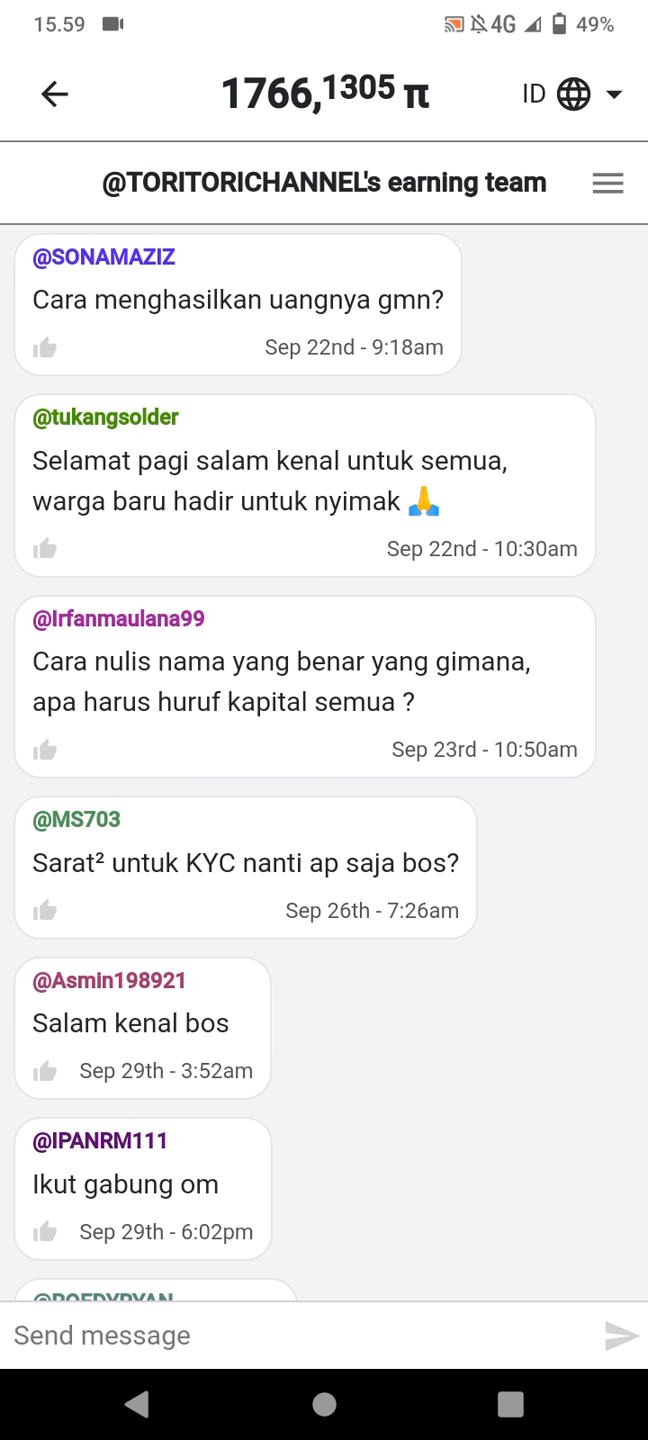 15.59
4G
49%
1766,1305 π
ID
@TORITORICHANNEL's earning team
@SONAMAZIZ
Cara menghasilkan uangnya gmn?
Sep 22nd - 9:18am
@tukangsolder
Selamat pagi salam kenal untuk semua,
warga baru hadir untuk nyimak 🙏
Sep 22nd - 10:30am
@Irfanmaulana99
Cara nulis nama yang benar yang gimana,
apa harus huruf kapital semua ?
Sep 23rd - 10:50am
@MS703
Sarat² untuk KYC nanti ap saja bos?
Sep 26th - 7:26am
@Asmin198921
Salam kenal bos
Sep 29th - 3:52am
@IPANRM111
Ikut gabung om
Sep 29th - 6:02pm
Send message